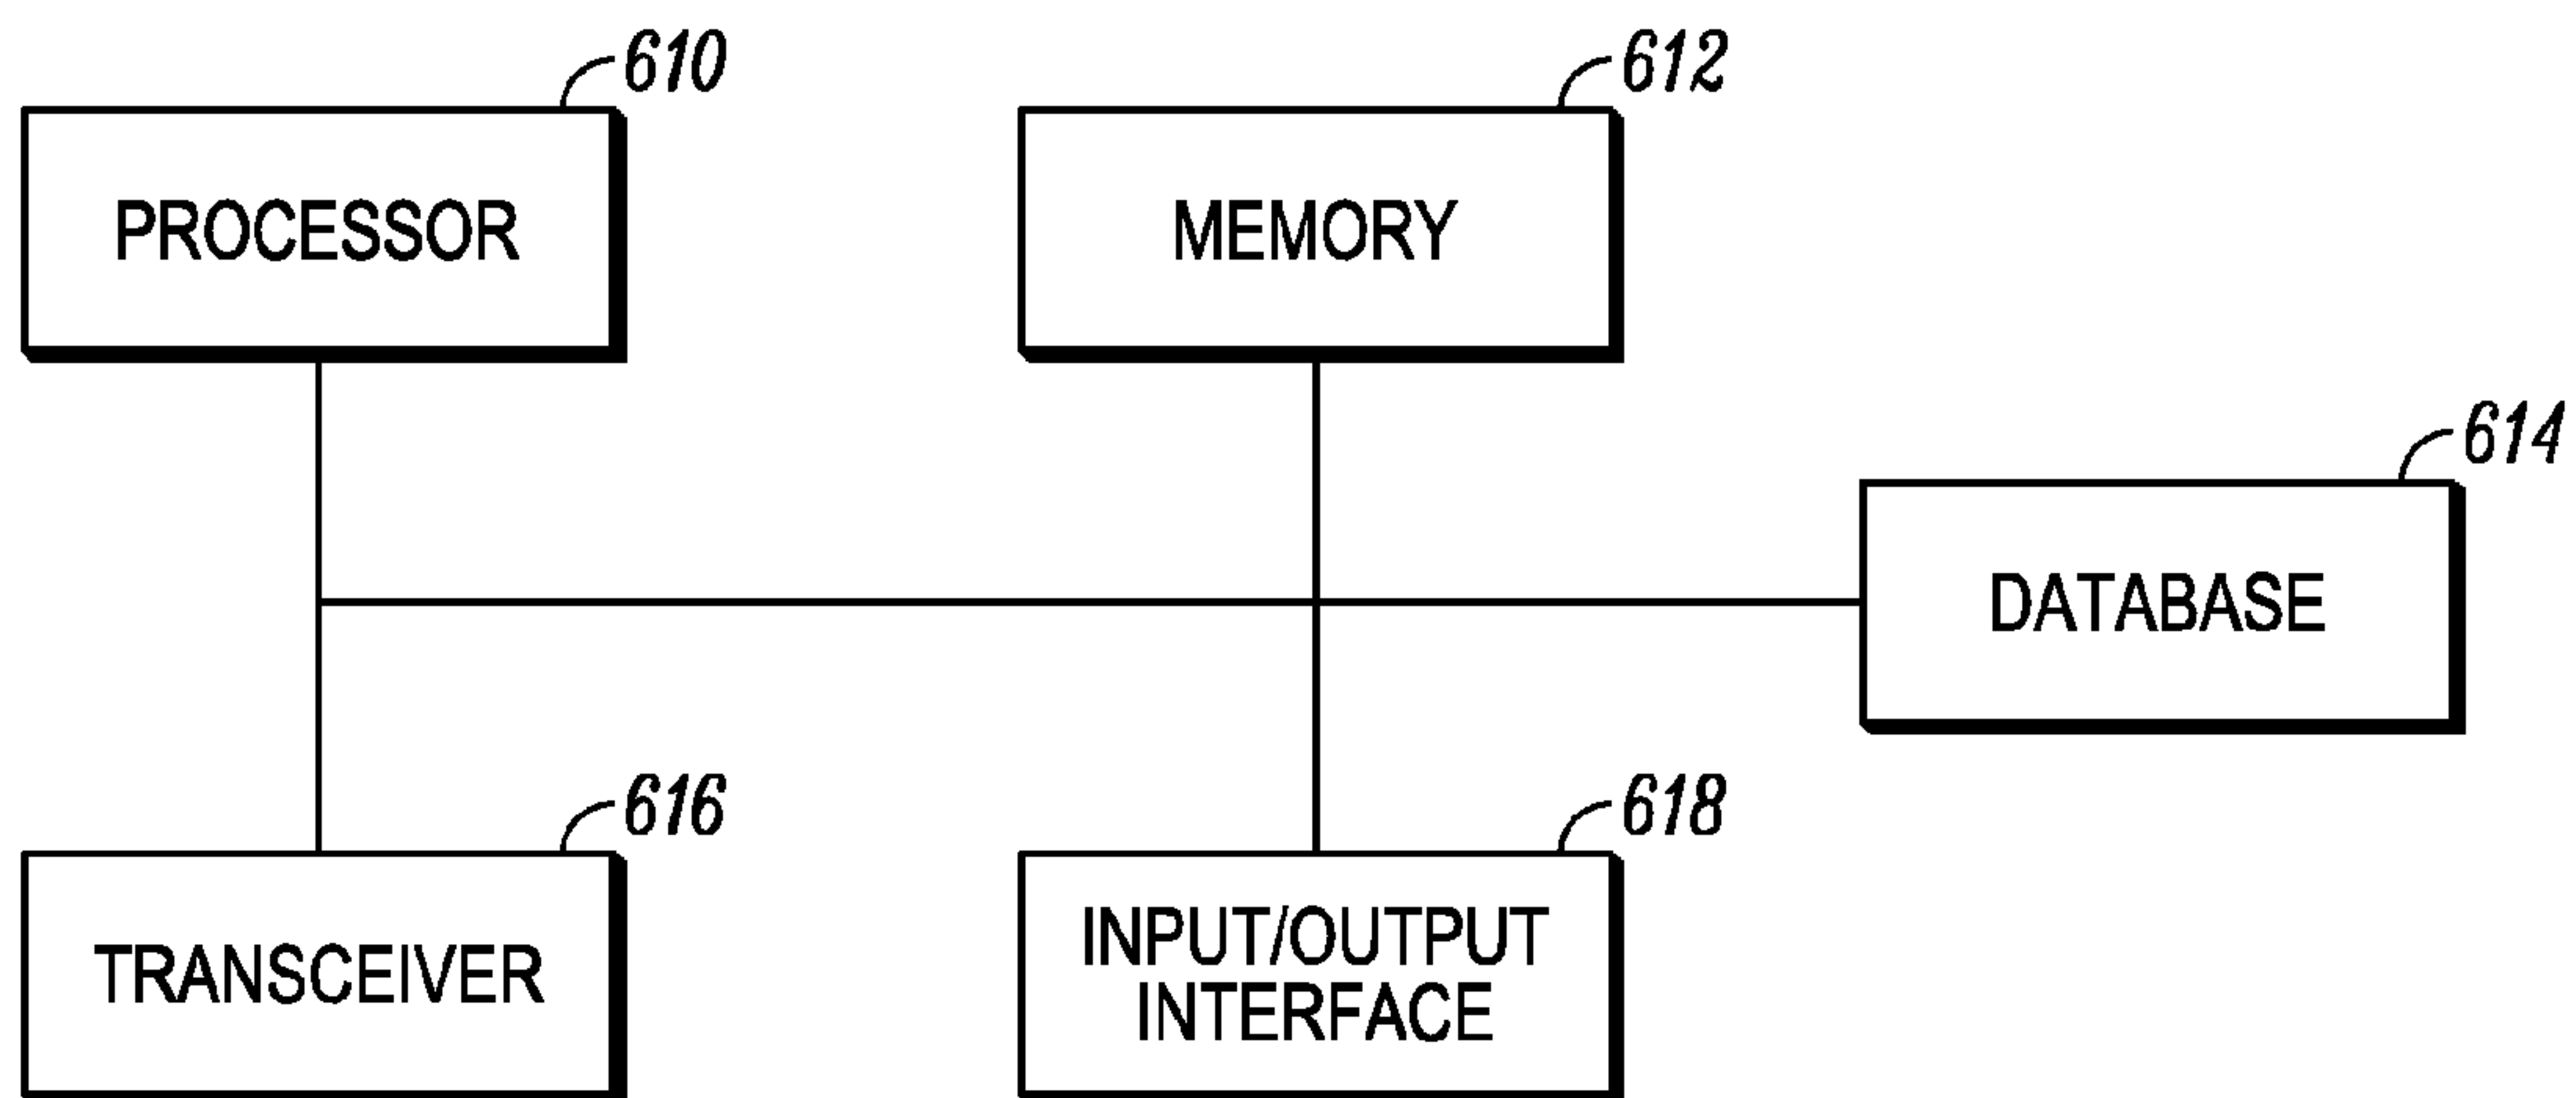 610
PROCESSOR
612
MEMORY
614
DATABASE
616
TRANSCEIVER
618
INPUT/OUTPUT
INTERFACE